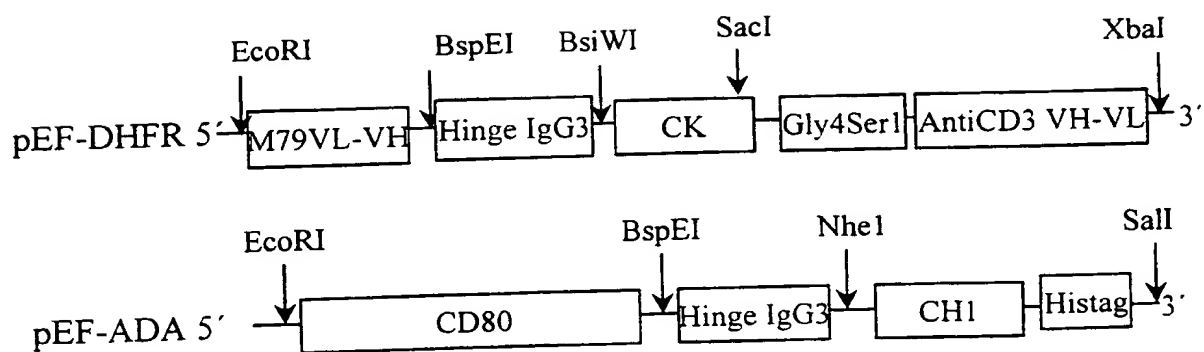 EcoRI BspEI BsiWI SacI XbaI
pEF-DHFR 5´ M79VL-VH Hinge IgG3 CK Gly4Ser1 AntiCD3 VH-VL 3´
EcoRI BspEI Nhe1 SalI
pEF-ADA 5´ CD80 Hinge IgG3 CH1 Histag 3´